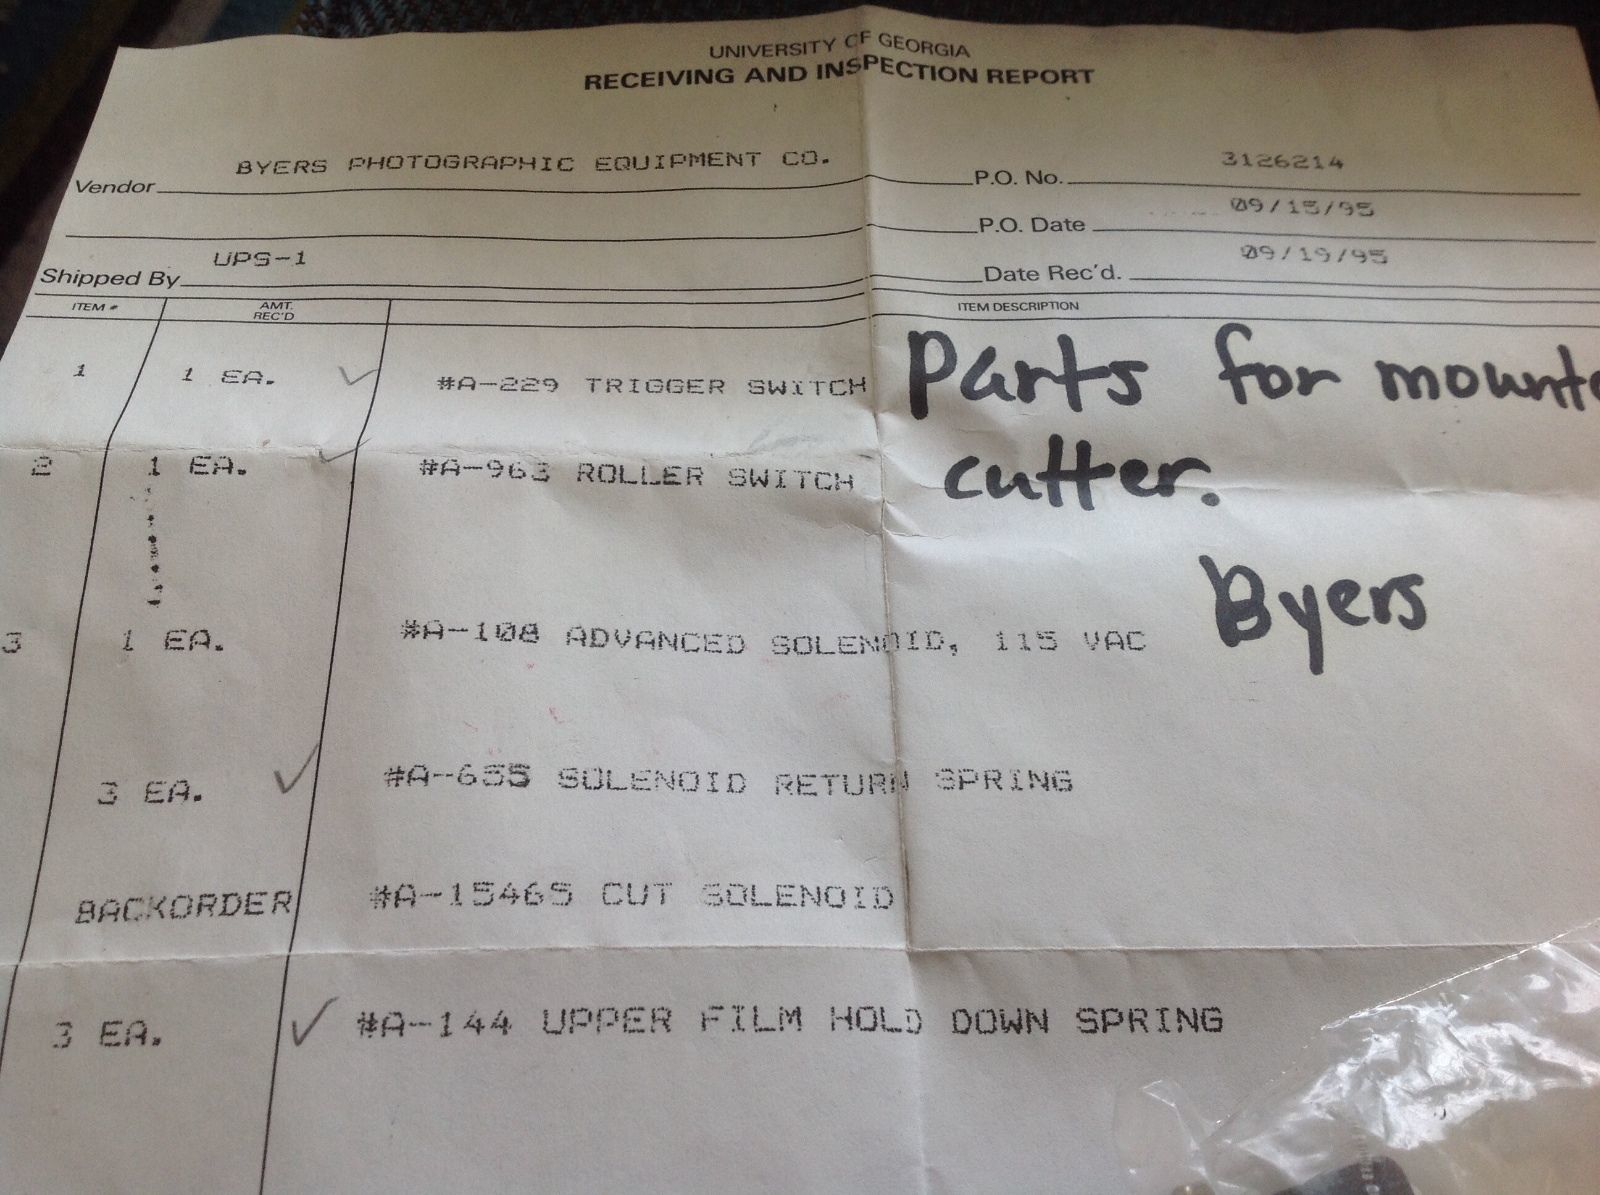 UNIVERSITY OF GEORGIA
RECEIVING AND INSPECTION REPORT
Vendor BYERS PHOTOGRAPHIC EQUIPMENT CO. P.O. No. 3126214
P.O. Date 09/15/95
Shipped By UPS-1 Date Rec'd. 09/19/95
ITEM # AMT. REC'D ITEM DESCRIPTION
1 1 EA. #A-229 TRIGGER SWITCH
Parts for
2 1 EA. #A-963 ROLLER SWITCH
cutter.
Byers
3 1 EA. #A-108 ADVANCED SOLENOID, 115 VAC
3 EA. #A-655 SOLENOID RETURN SPRING
BACKORDER #A-15465 CUT SOLENOID
3 EA. #A-144 UPPER FILM HOLD DOWN SPRING